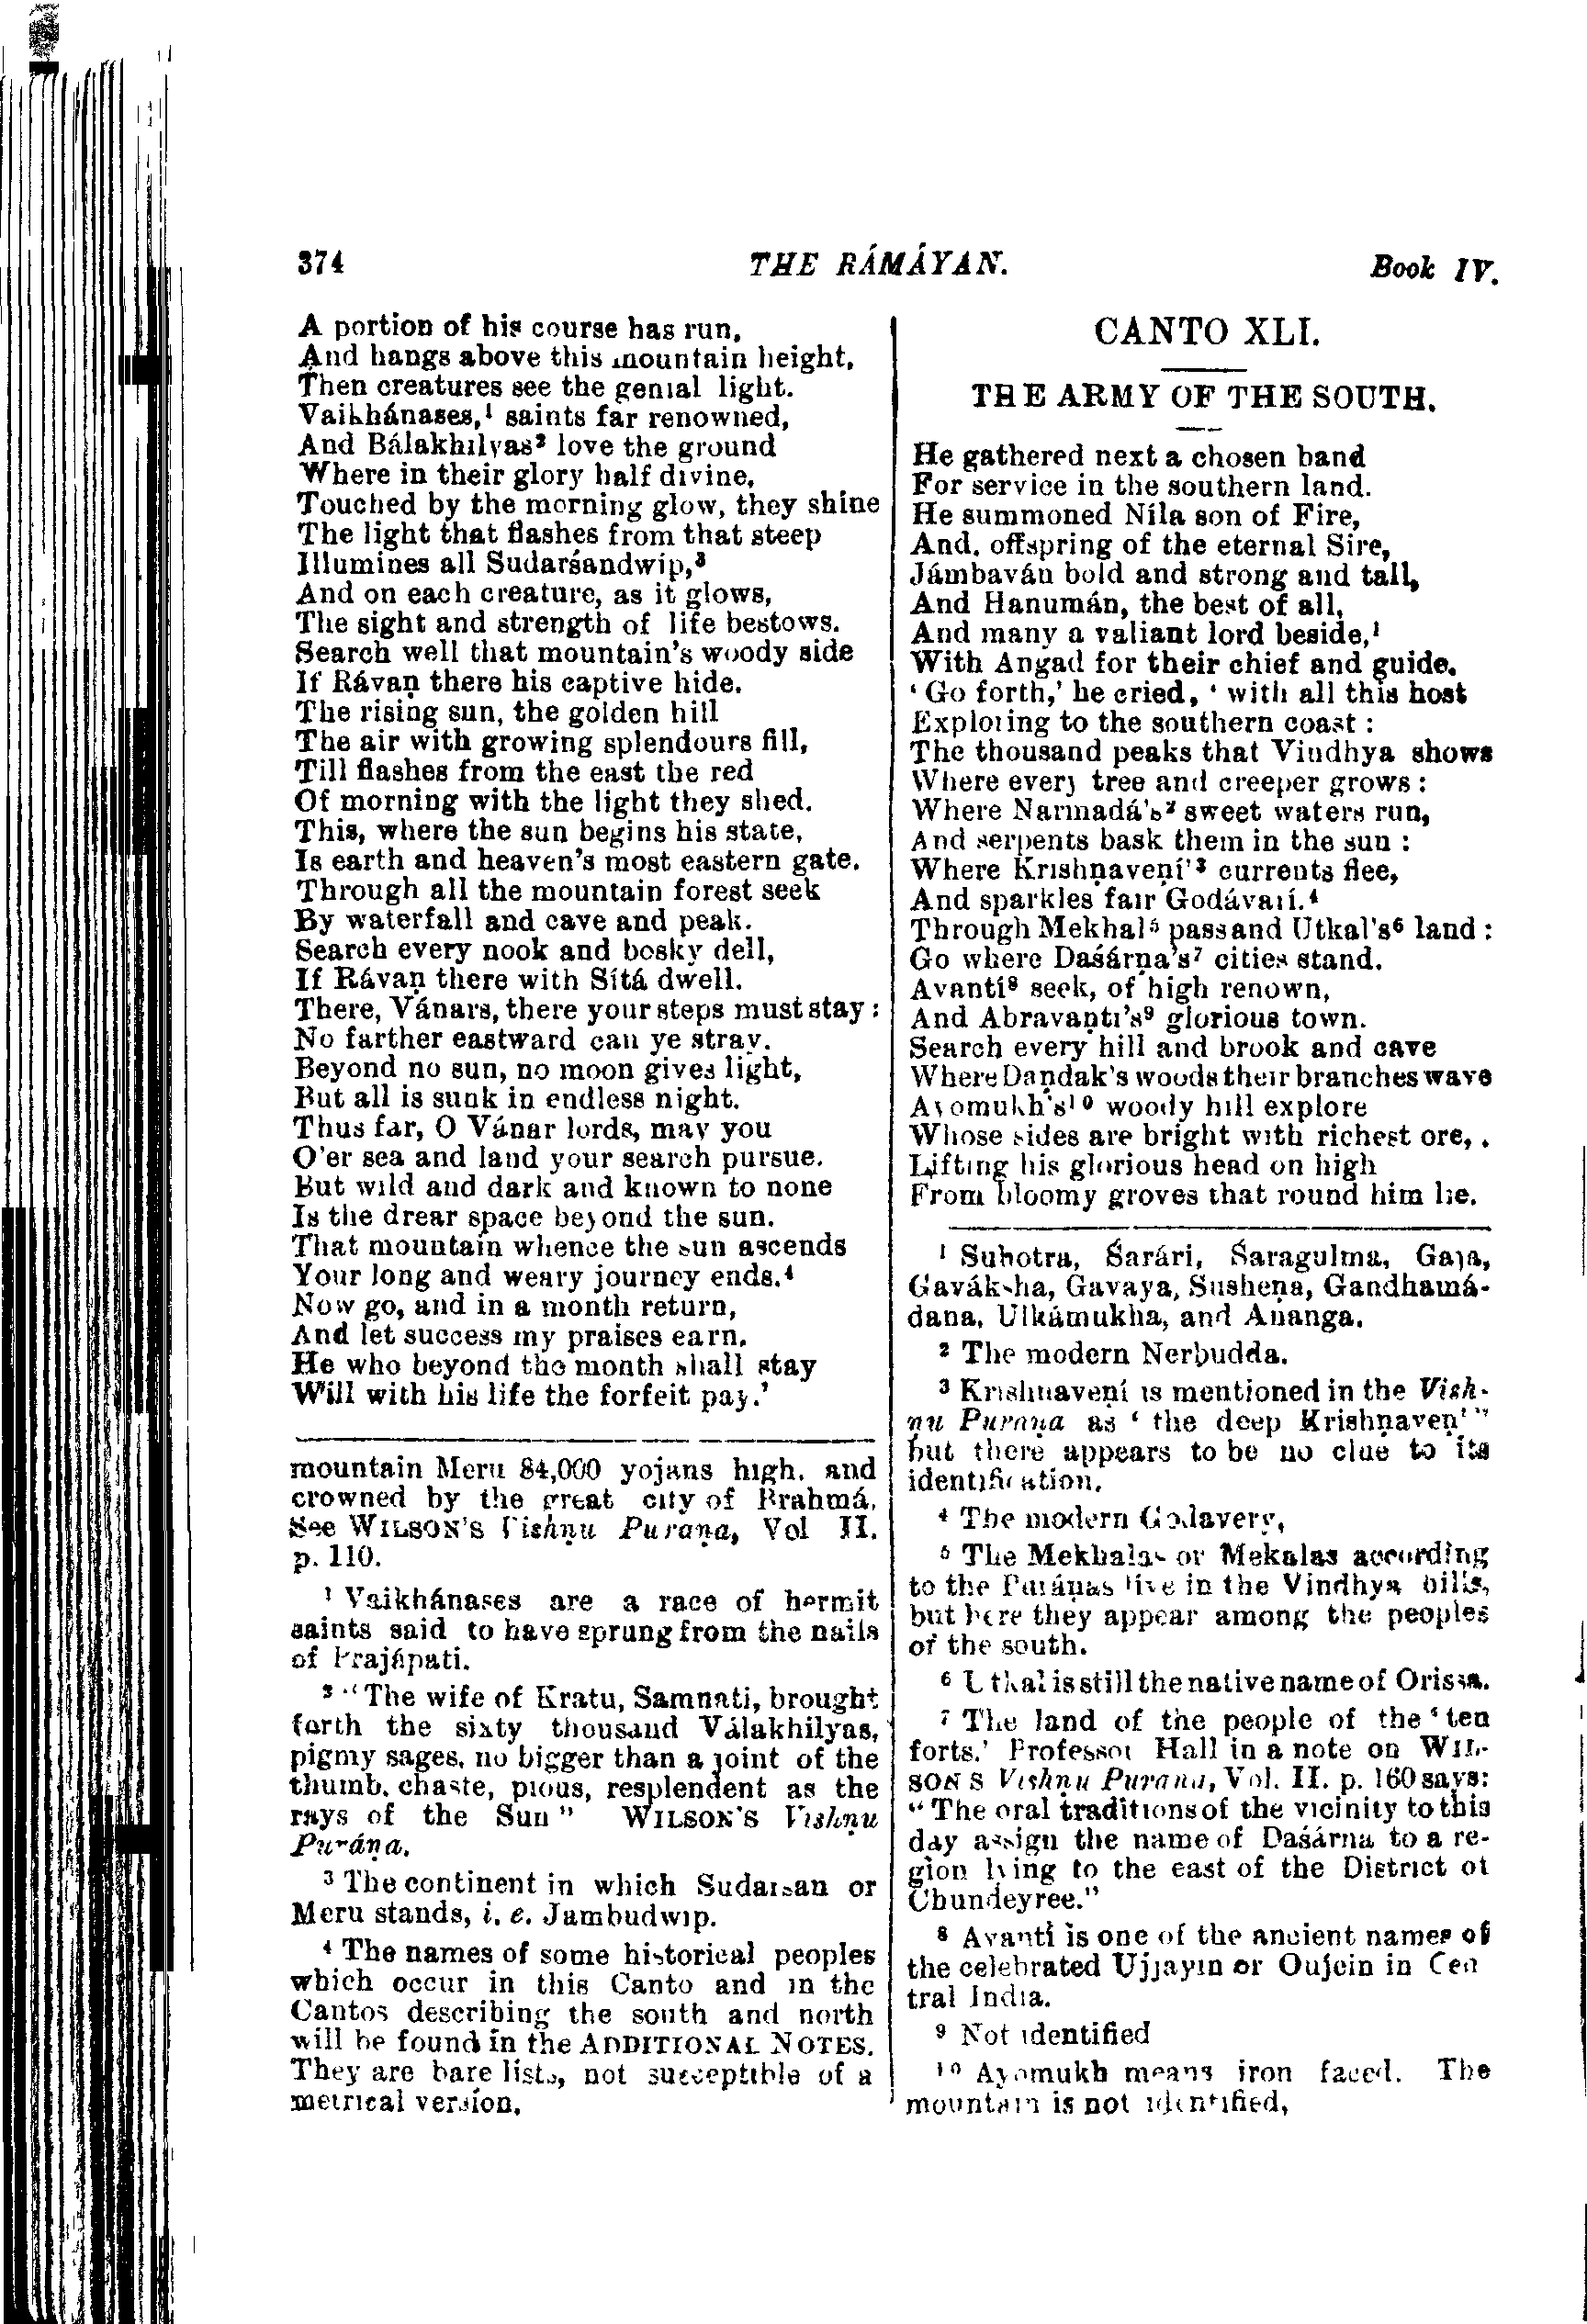 374
THE RÁMÁYAN.
Book IV.
A portion of his course has run,
And hangs above this mountain height,
Then creatures see the genial light.
Vaikhánases,¹ saints far renowned,
And Bálakhilyas² love the ground
Where in their glory half divine,
Touched by the morning glow, they shine
The light that flashes from that steep
Illumines all Sudarśandwíp,³
And on each creature, as it glows,
The sight and strength of life bestows.
Search well that mountain's woody side
If Rávaṇ there his captive hide.
The rising sun, the golden hill
The air with growing splendours fill,
Till flashes from the east the red
Of morning with the light they shed.
This, where the sun begins his state,
Is earth and heaven's most eastern gate.
Through all the mountain forest seek
By waterfall and cave and peak.
Search every nook and bosky dell,
If Rávaṇ there with Sítá dwell.
There, Vánars, there your steps must stay:
No farther eastward can ye stray.
Beyond no sun, no moon gives light,
But all is sunk in endless night.
Thus far, O Vánar lords, may you
O'er sea and land your search pursue.
But wild and dark and known to none
Is the drear space beyond the sun.
That mountain whence the sun ascends
Your long and weary journey ends.⁴
Now go, and in a month return,
And let success my praises earn.
He who beyond the month shall stay
Will with his life the forfeit pay.'
mountain Meru 84,000 yojans high, and
crowned by the great city of Brahmá.
See WILSON'S Vishṇu Puraṇa, Vol II.
p. 110.
¹ Vaikhánases are a race of hermit
saints said to have sprung from the nails
of Prajápati.
² "The wife of Kratu, Samnati, brought
forth the sixty thousand Válakhilyas,
pigmy sages, no bigger than a joint of the
thumb, chaste, pious, resplendent as the
rays of the Sun" WILSON'S Vishṇu
Puráṇa.
³ The continent in which Sudarsan or
Meru stands, i. e. Jambudwip.
⁴ The names of some historical peoples
which occur in this Canto and in the
Cantos describing the south and north
will be found in the ADDITIONAL NOTES.
They are bare lists, not susceptible of a
metrical version.
CANTO XLI.
THE ARMY OF THE SOUTH.
He gathered next a chosen band
For service in the southern land.
He summoned Níla son of Fire,
And, offspring of the eternal Sire,
Jámbaván bold and strong and tall,
And Hanumán, the best of all,
And many a valiant lord beside,¹
With Angad for their chief and guide.
'Go forth,' he cried, 'with all this host
Exploring to the southern coast:
The thousand peaks that Vindhya shows
Where every tree and creeper grows:
Where Narmadá's² sweet waters run,
And serpents bask them in the sun:
Where Krishṇaveṇí's³ currents flee,
And sparkles fair Godávarí.⁴
Through Mekhal⁵ pass and Utkal's⁶ land:
Go where Daśárṇa's⁷ cities stand.
Avantí⁸ seek, of high renown,
And Abravaṇti's⁹ glorious town.
Search every hill and brook and cave
Where Daṇḍak's woods their branches wave
Ayomukh's¹⁰ woody hill explore
Whose sides are bright with richest ore,
Lifting his glorious head on high
From bloomy groves that round him lie.
¹ Suhotra, Śarári, Śaragulma, Gaja,
Gaváksha, Gavaya, Susheṇa, Gandhamá-
dana, Ulkámukha, and Ananga.
² The modern Nerbudda.
³ Krishṇaveṇí is mentioned in the Vish-
ṇu Puraṇa as 'the deep Krishṇaveṇí'
but there appears to be no clue to its
identification.
⁴ The modern Godavery,
⁵ The Mekhalas or Mekalas according
to the Puráṇas live in the Vindhya hills,
but here they appear among the peoples
of the south.
⁶ Utkal is still the native name of Orissa.
⁷ The land of the people of the 'ten
forts.' Professor Hall in a note on WIL-
SON'S Vishṇu Purana, Vol. II. p. 160 says:
"The oral traditions of the vicinity to this
day assign the name of Daśárna to a re-
gion lying to the east of the District of
Chundeyree."
⁸ Avantí is one of the ancient names of
the celebrated Ujjayin or Oujein in Cen
tral India.
⁹ Not identified
¹⁰ Ayomukh means iron faced. The
mountain is not identified,